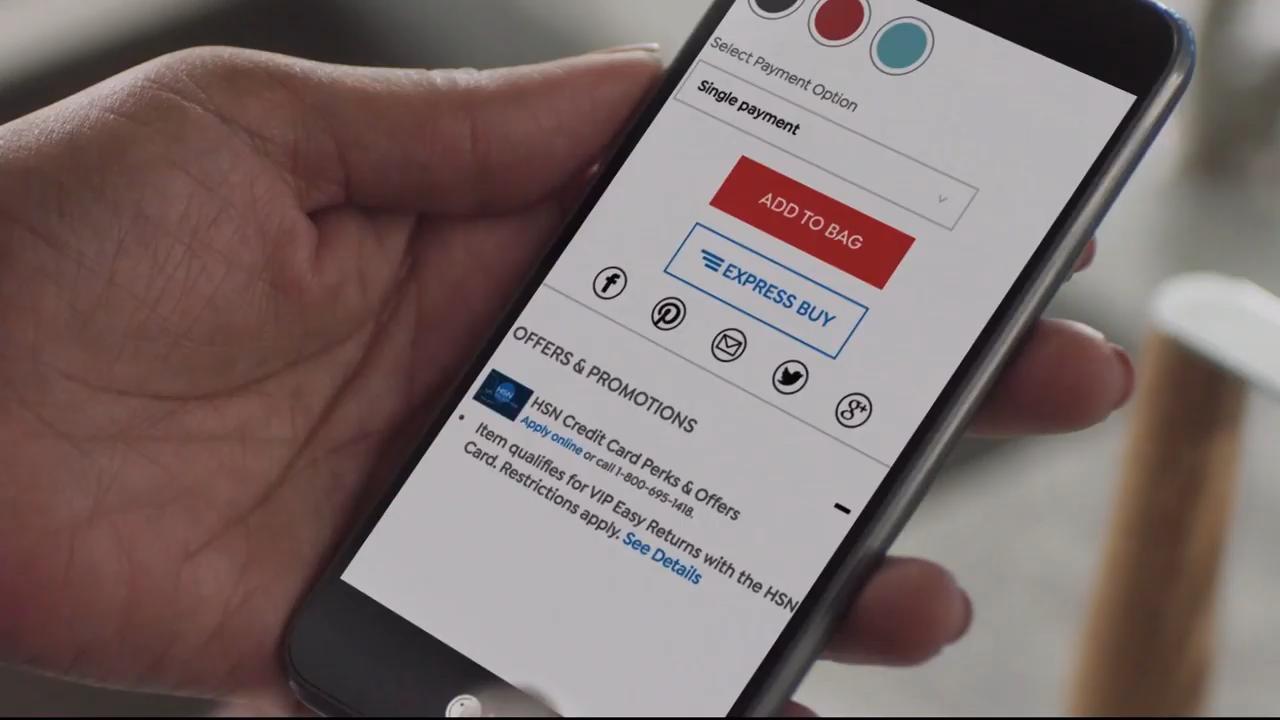 Select Payment Option
Single payment
ADD TO BAG
EXPRESS BUY
OFFERS & PROMOTIONS
HSN
HSN Credit Card Perks & Offers
Apply online or call 1-800-695-1418.
Item qualifies for VIP Easy Returns with the HSN
Card. Restrictions apply. See Details